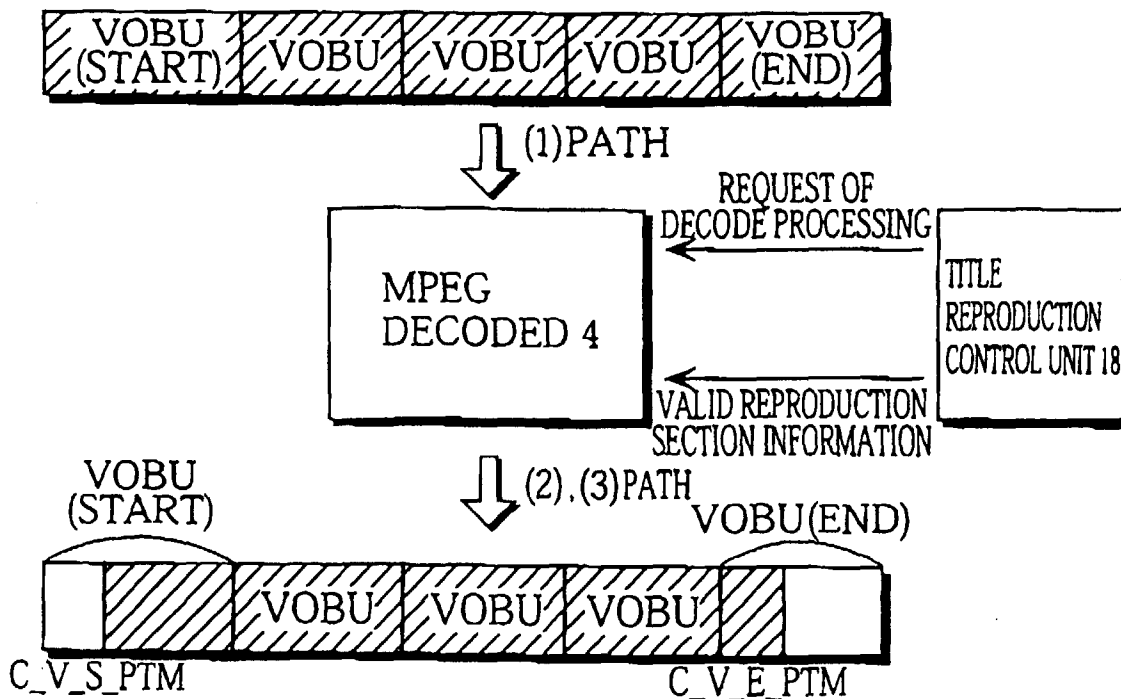 VOBU
(START)
VOBU
VOBU
VOBU
VOBU
(END)
(1)PATH
REQUEST OF
DECODE PROCESSING
MPEG
DECODED 4
TITLE
REPRODUCTION
CONTROL UNIT 18
VALID REPRODUCTION
SECTION INFORMATION
(2),(3)PATH
VOBU
(START)
VOBU(END)
VOBU
VOBU
VOBU
C_V_S_PTM
C_V_E_PTM